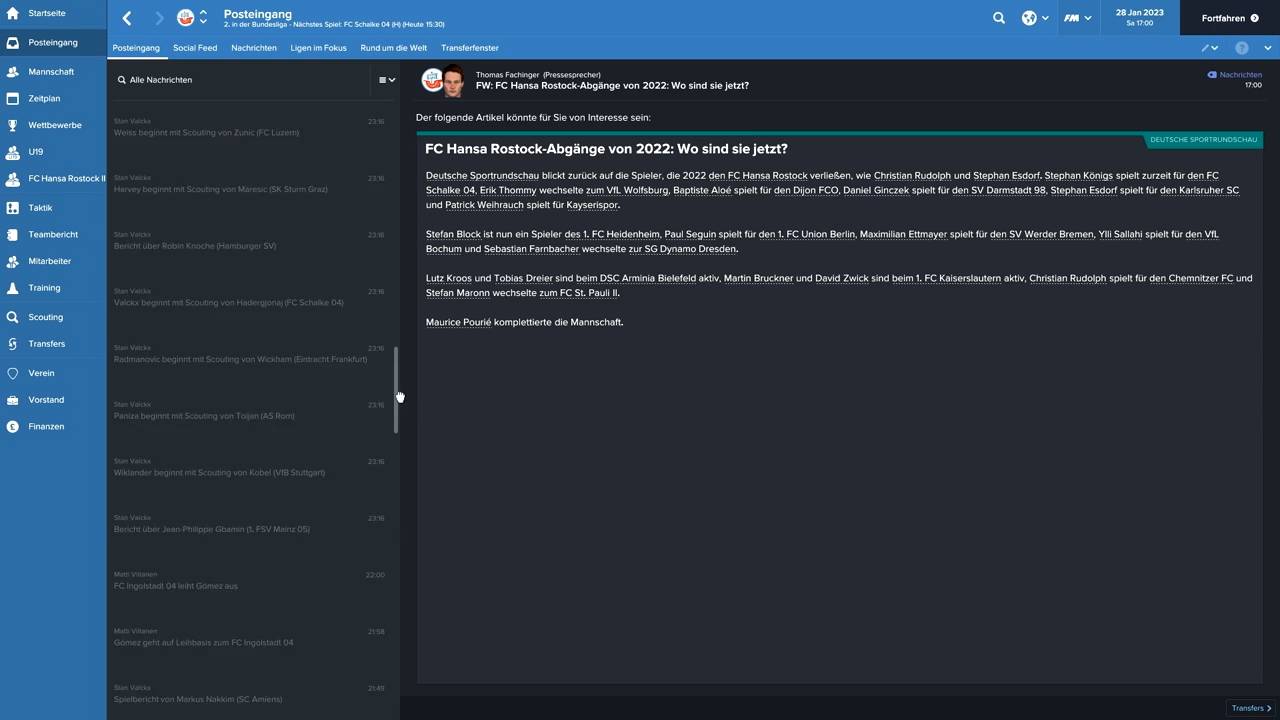 Startseite
Posteingang
Mannschaft
Zeitplan
Wettbewerbe
U19
FC Hansa Rostock II
Taktik
Teambericht
Mitarbeiter
Training
Scouting
Transfers
Verein
Vorstand
Finanzen
Posteingang
2. in der Bundesliga - Nächstes Spiel: FC Schalke 04 (H) (Heute 15:30)
FM
28 Jan 2023
Sa 17:00
Fortfahren
Posteingang Social Feed Nachrichten Ligen im Fokus Rund um die Welt Transferfenster
Alle Nachrichten
Stan Valckx 23:16
Weiss beginnt mit Scouting von Zunic (FC Luzern)
Stan Valckx 23:16
Harvey beginnt mit Scouting von Maresic (SK Sturm Graz)
Stan Valckx 23:16
Bericht über Robin Knoche (Hamburger SV)
Stan Valckx 23:16
Valckx beginnt mit Scouting von Hadergjonaj (FC Schalke 04)
Stan Valckx 23:16
Radmanovic beginnt mit Scouting von Wickham (Eintracht Frankfurt)
Stan Valckx 23:16
Paniza beginnt mit Scouting von Toljan (AS Rom)
Stan Valckx 23:16
Wiklander beginnt mit Scouting von Kobel (VfB Stuttgart)
Stan Valckx 23:16
Bericht über Jean-Philippe Gbamin (1. FSV Mainz 05)
Matti Viitanen 22:00
FC Ingolstadt 04 leiht Gómez aus
Matti Viitanen 21:58
Gómez geht auf Leihbasis zum FC Ingolstadt 04
Stan Valckx 21:49
Spielbericht von Markus Nakkim (SC Amiens)
Thomas Fachinger (Pressesprecher)
FW: FC Hansa Rostock-Abgänge von 2022: Wo sind sie jetzt?
Nachrichten
17:00
Der folgende Artikel könnte für Sie von Interesse sein:
DEUTSCHE SPORTRUNDSCHAU
FC Hansa Rostock-Abgänge von 2022: Wo sind sie jetzt?
Deutsche Sportrundschau blickt zurück auf die Spieler, die 2022 den FC Hansa Rostock verließen, wie Christian Rudolph und Stephan Esdorf. Stephan Königs spielt zurzeit für den FC
Schalke 04, Erik Thommy wechselte zum VfL Wolfsburg, Baptiste Aloé spielt für den Dijon FCO, Daniel Ginczek spielt für den SV Darmstadt 98, Stephan Esdorf spielt für den Karlsruher SC
und Patrick Weihrauch spielt für Kayserispor.
Stefan Block ist nun ein Spieler des 1. FC Heidenheim, Paul Seguin spielt für den 1. FC Union Berlin, Maximilian Ettmayer spielt für den SV Werder Bremen, Ylli Sallahi spielt für den VfL
Bochum und Sebastian Farnbacher wechselte zur SG Dynamo Dresden.
Lutz Kroos und Tobias Dreier sind beim DSC Arminia Bielefeld aktiv, Martin Bruckner und David Zwick sind beim 1. FC Kaiserslautern aktiv, Christian Rudolph spielt für den Chemnitzer FC und
Stefan Maronn wechselte zum FC St. Pauli II.
Maurice Pourié komplettierte die Mannschaft.
Transfers